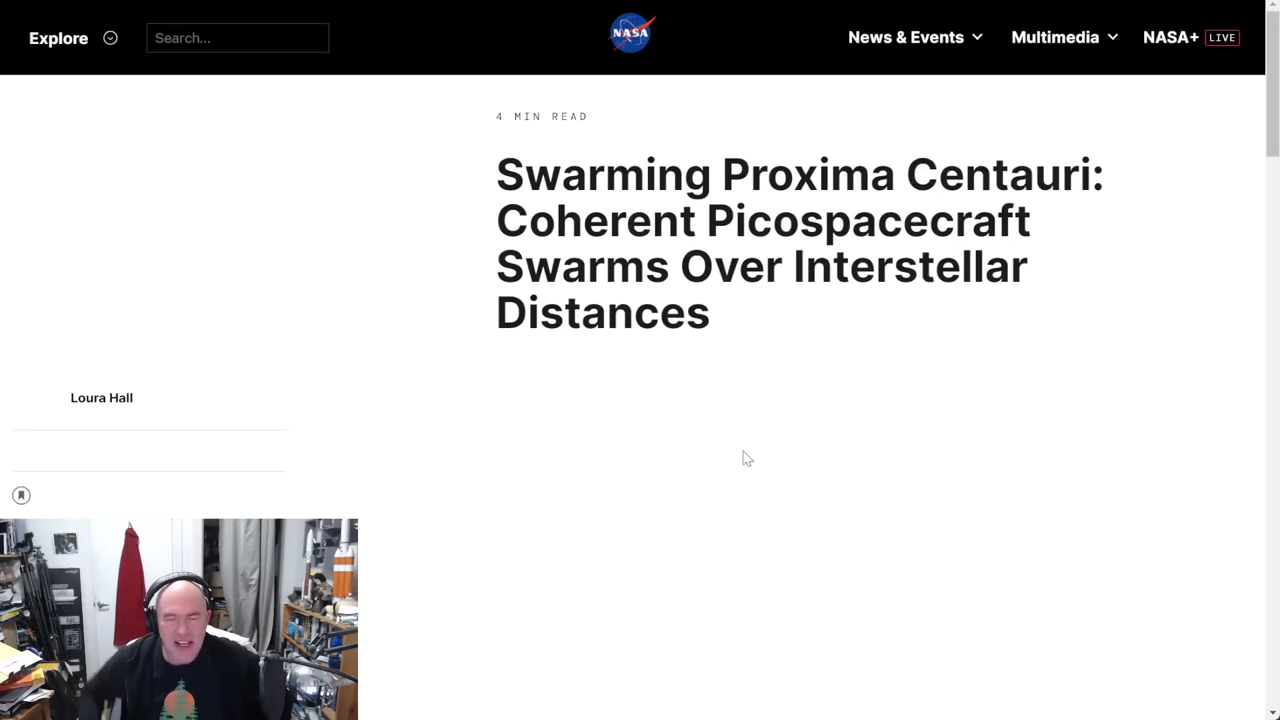 Explore
Search...
NASA
News & Events
Multimedia
NASA+ LIVE
4 MIN READ
Swarming Proxima Centauri:
Coherent Picospacecraft
Swarms Over Interstellar
Distances
Loura Hall